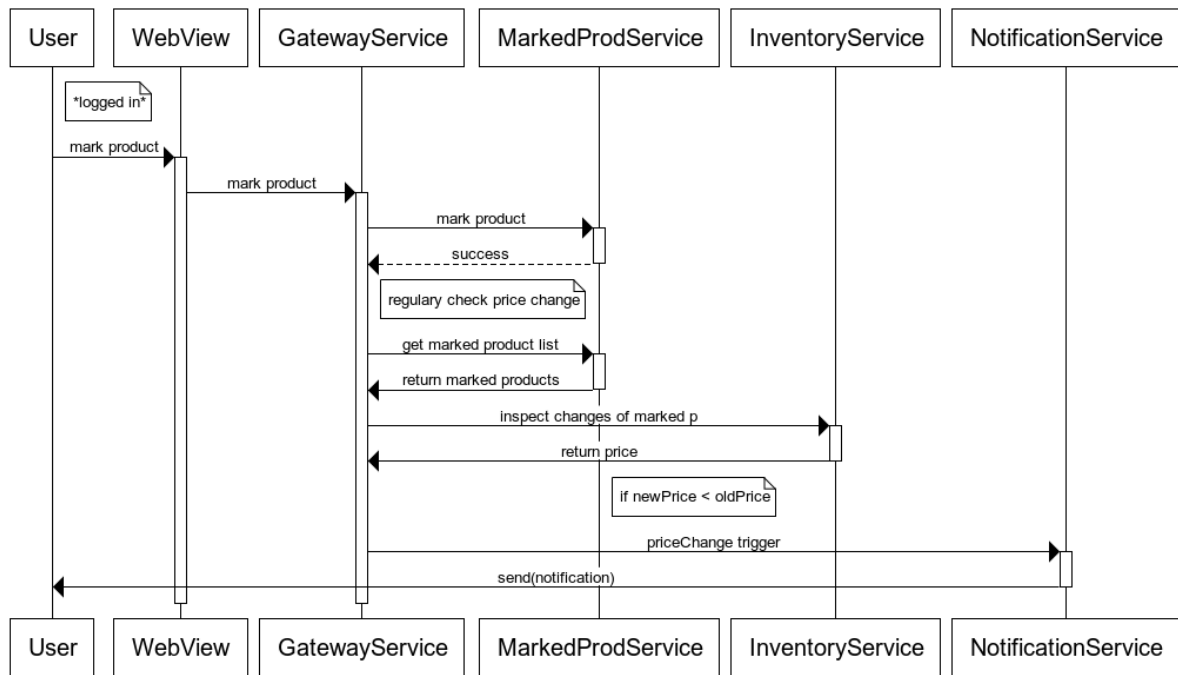 User WebView GatewayService MarkedProdService InventoryService NotificationService
*logged in*
mark product
mark product
mark product
success
regulary check price change
get marked product list
return marked products
inspect changes of marked p
return price
if newPrice < oldPrice
priceChange trigger
send(notification)
User WebView GatewayService MarkedProdService InventoryService NotificationService